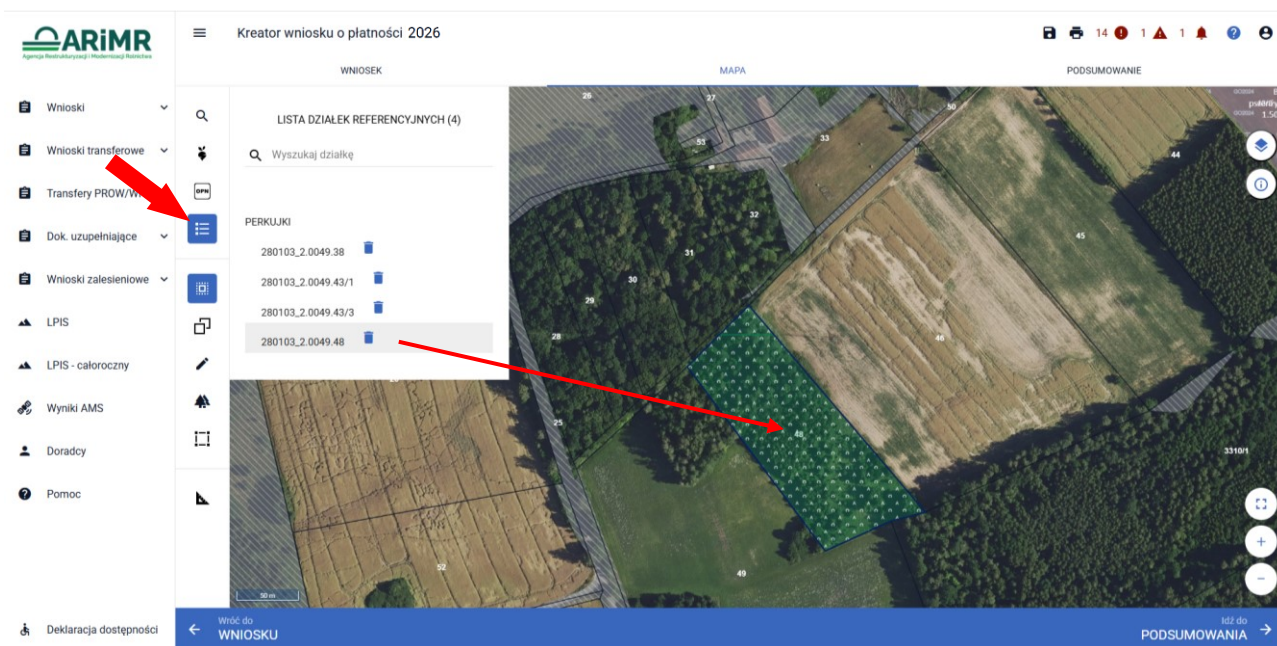 ARiMR
Agencja Restrukturyzacji i Modernizacji Rolnictwa
Kreator wniosku o płatności 2026
14
1
1
WNIOSEK
MAPA
PODSUMOWANIE
Wnioski
Wnioski transferowe
Transfery PROW/W
Dok. uzupełniające
Wnioski zalesieniowe
LPIS
LPIS - całoroczny
Wyniki AMS
Doradcy
Pomoc
Deklaracja dostępności
OPN
LISTA DZIAŁEK REFERENCYJNYCH (4)
Wyszukaj działkę
PERKUJKI
280103_2.0049.38
280103_2.0049.43/1
280103_2.0049.43/3
280103_2.0049.48
26
27
53
33
50
44
32
31
30
29
28
45
46
25
48
3310/1
49
52
1.50
50 m
Wróć do
WNIOSKU
Idź do
PODSUMOWANIA